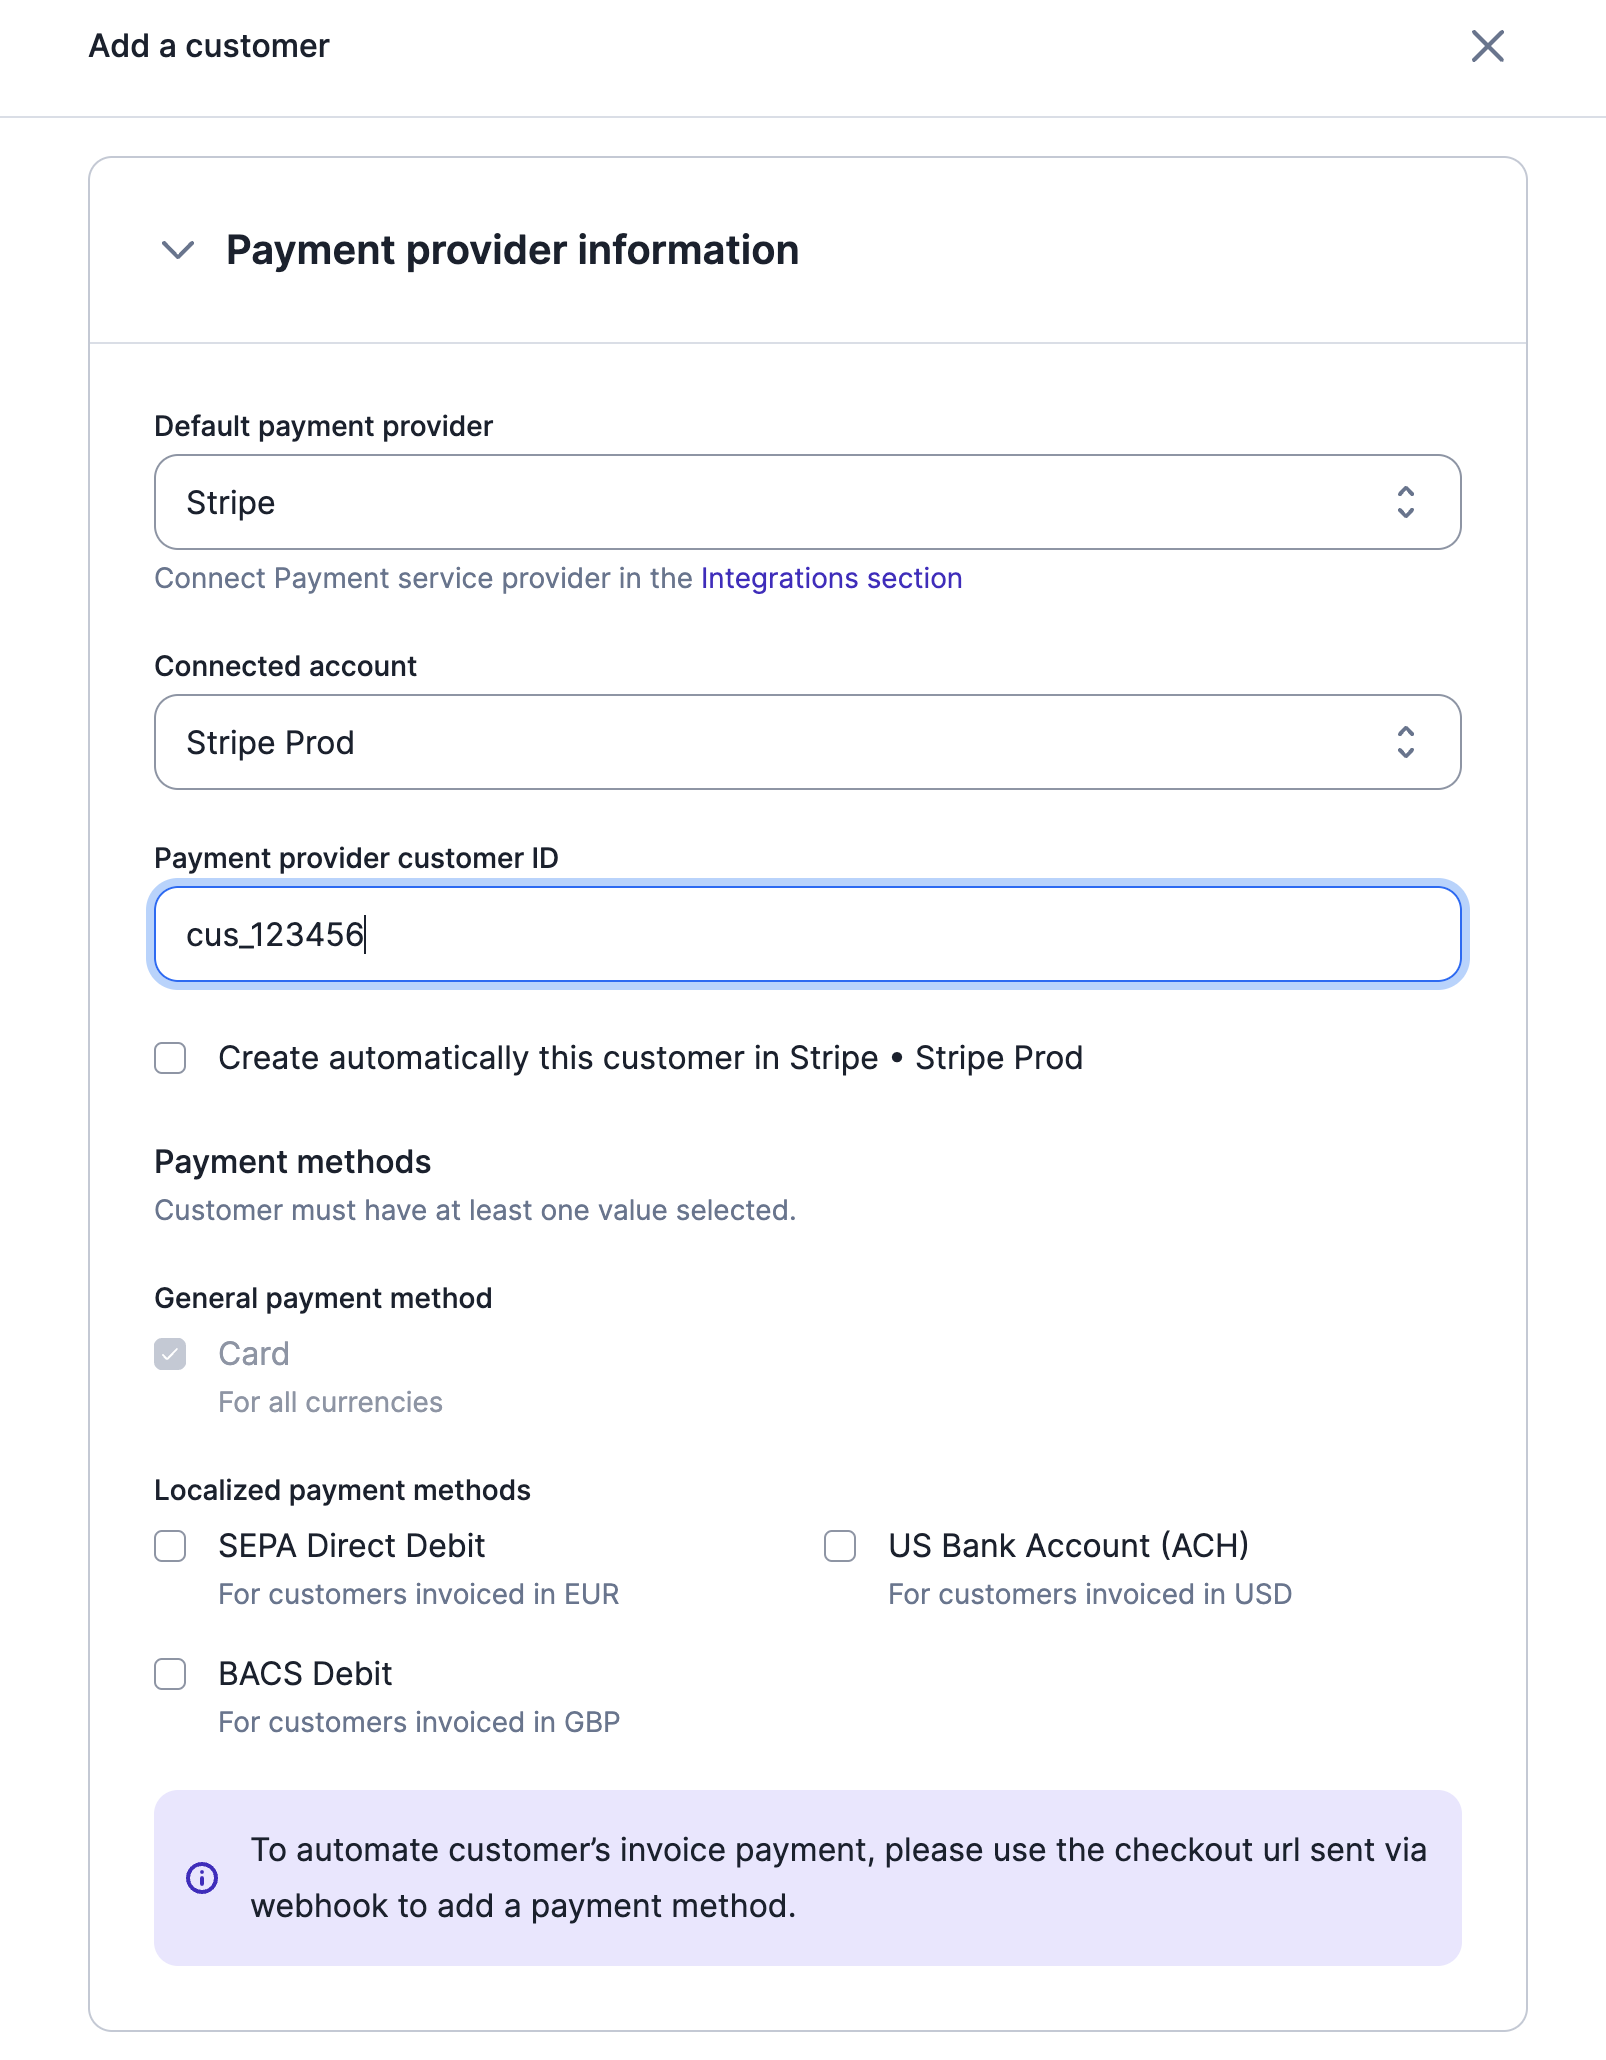 Add a customer
Payment provider information
Default payment provider
Stripe
Connect Payment service provider in the Integrations section
Connected account
Stripe Prod
Payment provider customer ID
cus_123456
Create automatically this customer in Stripe • Stripe Prod
Payment methods
Customer must have at least one value selected.
General payment method
Card
For all currencies
Localized payment methods
SEPA Direct Debit
For customers invoiced in EUR
US Bank Account (ACH)
For customers invoiced in USD
BACS Debit
For customers invoiced in GBP
To automate customer’s invoice payment, please use the checkout url sent via
webhook to add a payment method.